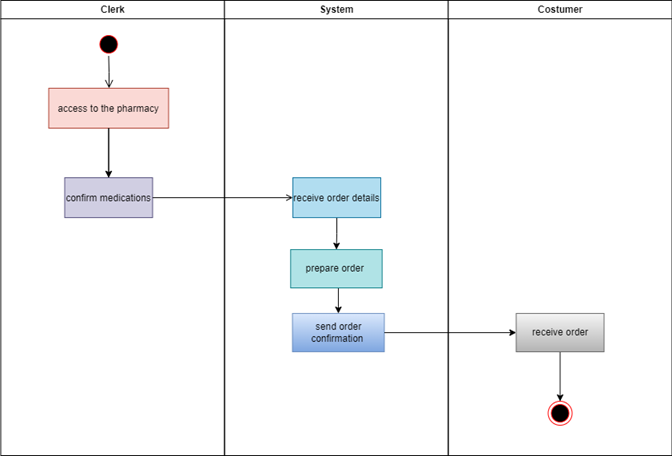 Clerk
System
Costumer
access to the pharmacy
confirm medications
receive order details
prepare order
send order
confirmation
receive order